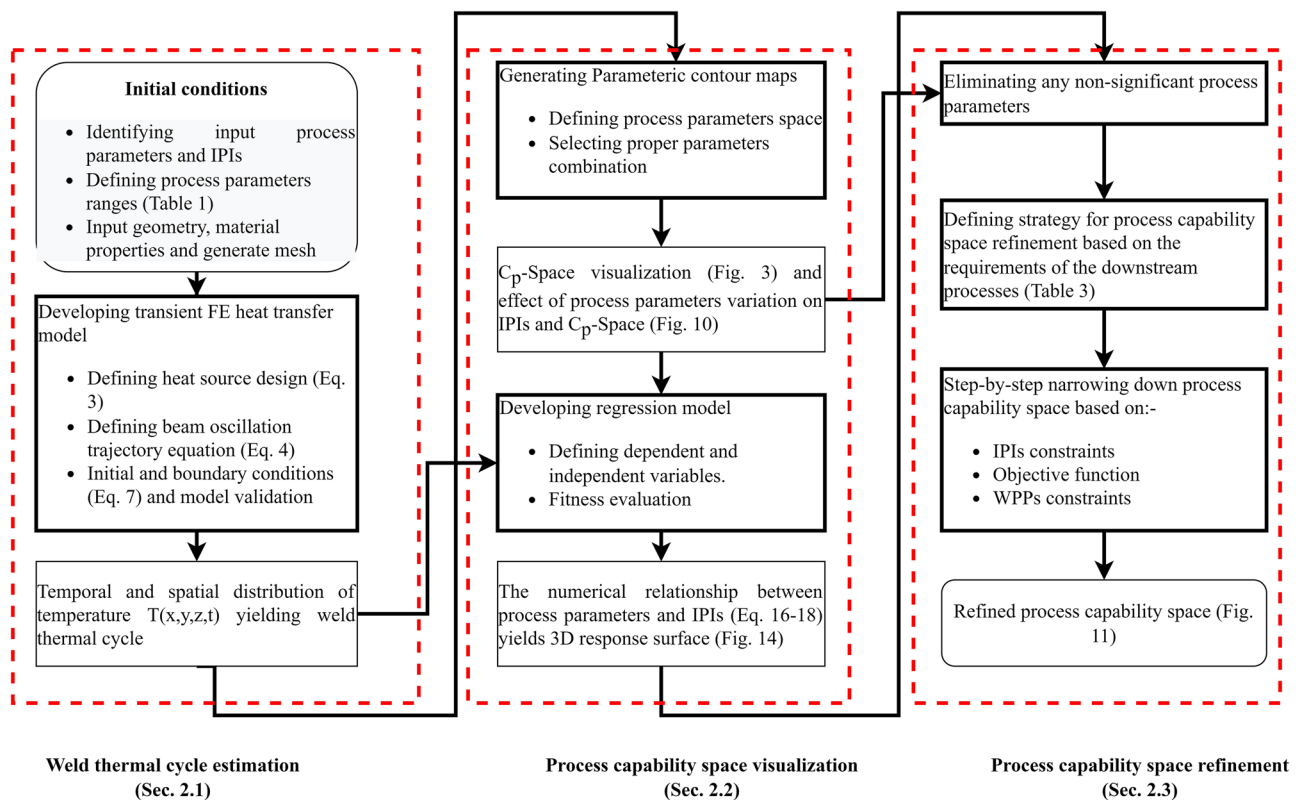 Initial conditions
• Identifying input process
parameters and IPIs
• Defining process parameters
ranges (Table 1)
• Input geometry, material
properties and generate mesh
Developing transient FE heat transfer
model
• Defining heat source design (Eq.
3)
• Defining beam oscillation
trajectory equation (Eq. 4)
• Initial and boundary conditions
(Eq. 7) and model validation
Temporal and spatial distribution of
temperature T(x,y,z,t) yielding weld
thermal cycle
Weld thermal cycle estimation
(Sec. 2.1)
Generating Parameteric contour maps
• Defining process parameters space
• Selecting proper parameters
combination
Cp-Space visualization (Fig. 3) and
effect of process parameters variation on
IPIs and Cp-Space (Fig. 10)
Developing regression model
• Defining dependent and
independent variables.
• Fitness evaluation
The numerical relationship between
process parameters and IPIs (Eq. 16-18)
yields 3D response surface (Fig. 14)
Process capability space visualization
(Sec. 2.2)
Eliminating any non-significant process
parameters
Defining strategy for process capability
space refinement based on the
requirements of the downstream
processes (Table 3)
Step-by-step narrowing down process
capability space based on:-
• IPIs constraints
• Objective function
• WPPs constraints
Refined process capability space (Fig.
11)
Process capability space refinement
(Sec. 2.3)